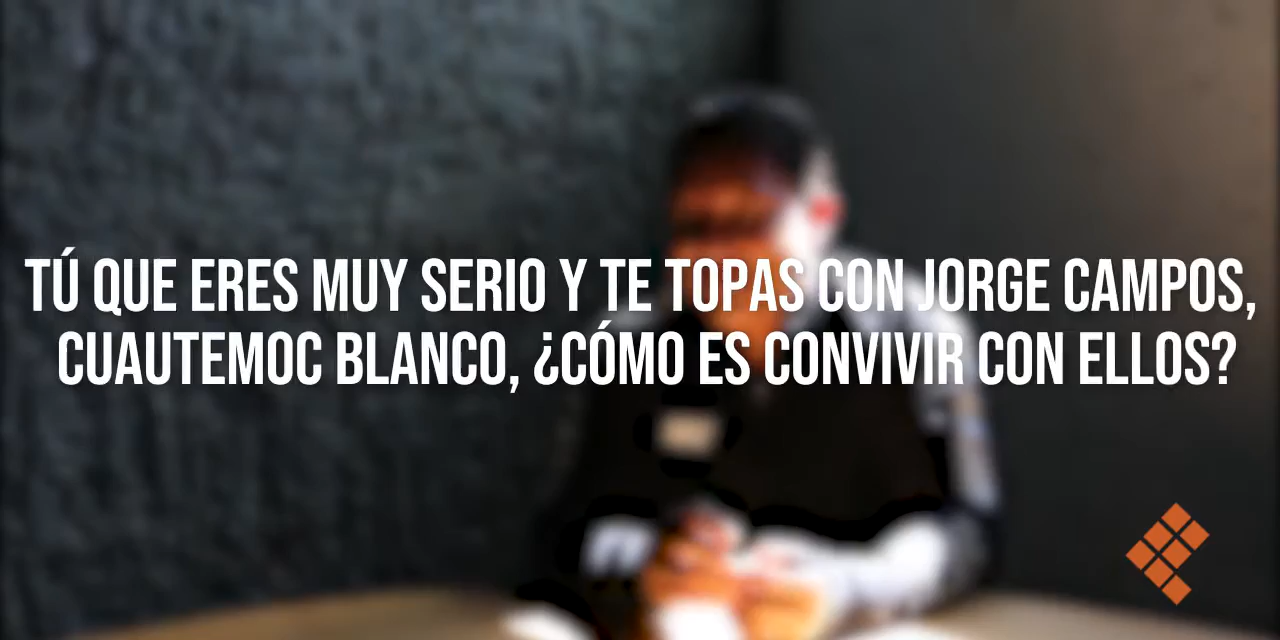 TÚ QUE ERES MUY SERIO Y TE TOPAS CON JORGE CAMPOS,
CUAUTEMOC BLANCO, ¿CÓMO ES CONVIVIR CON ELLOS?